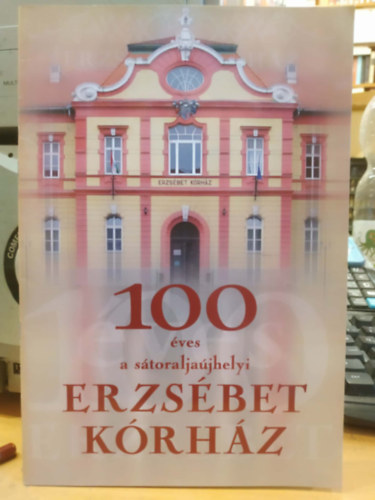 ERZSÉBET KÓRHÁZ
100
éves
a sátoraljaújhelyi
ERZSÉBET
KÓRHÁZ